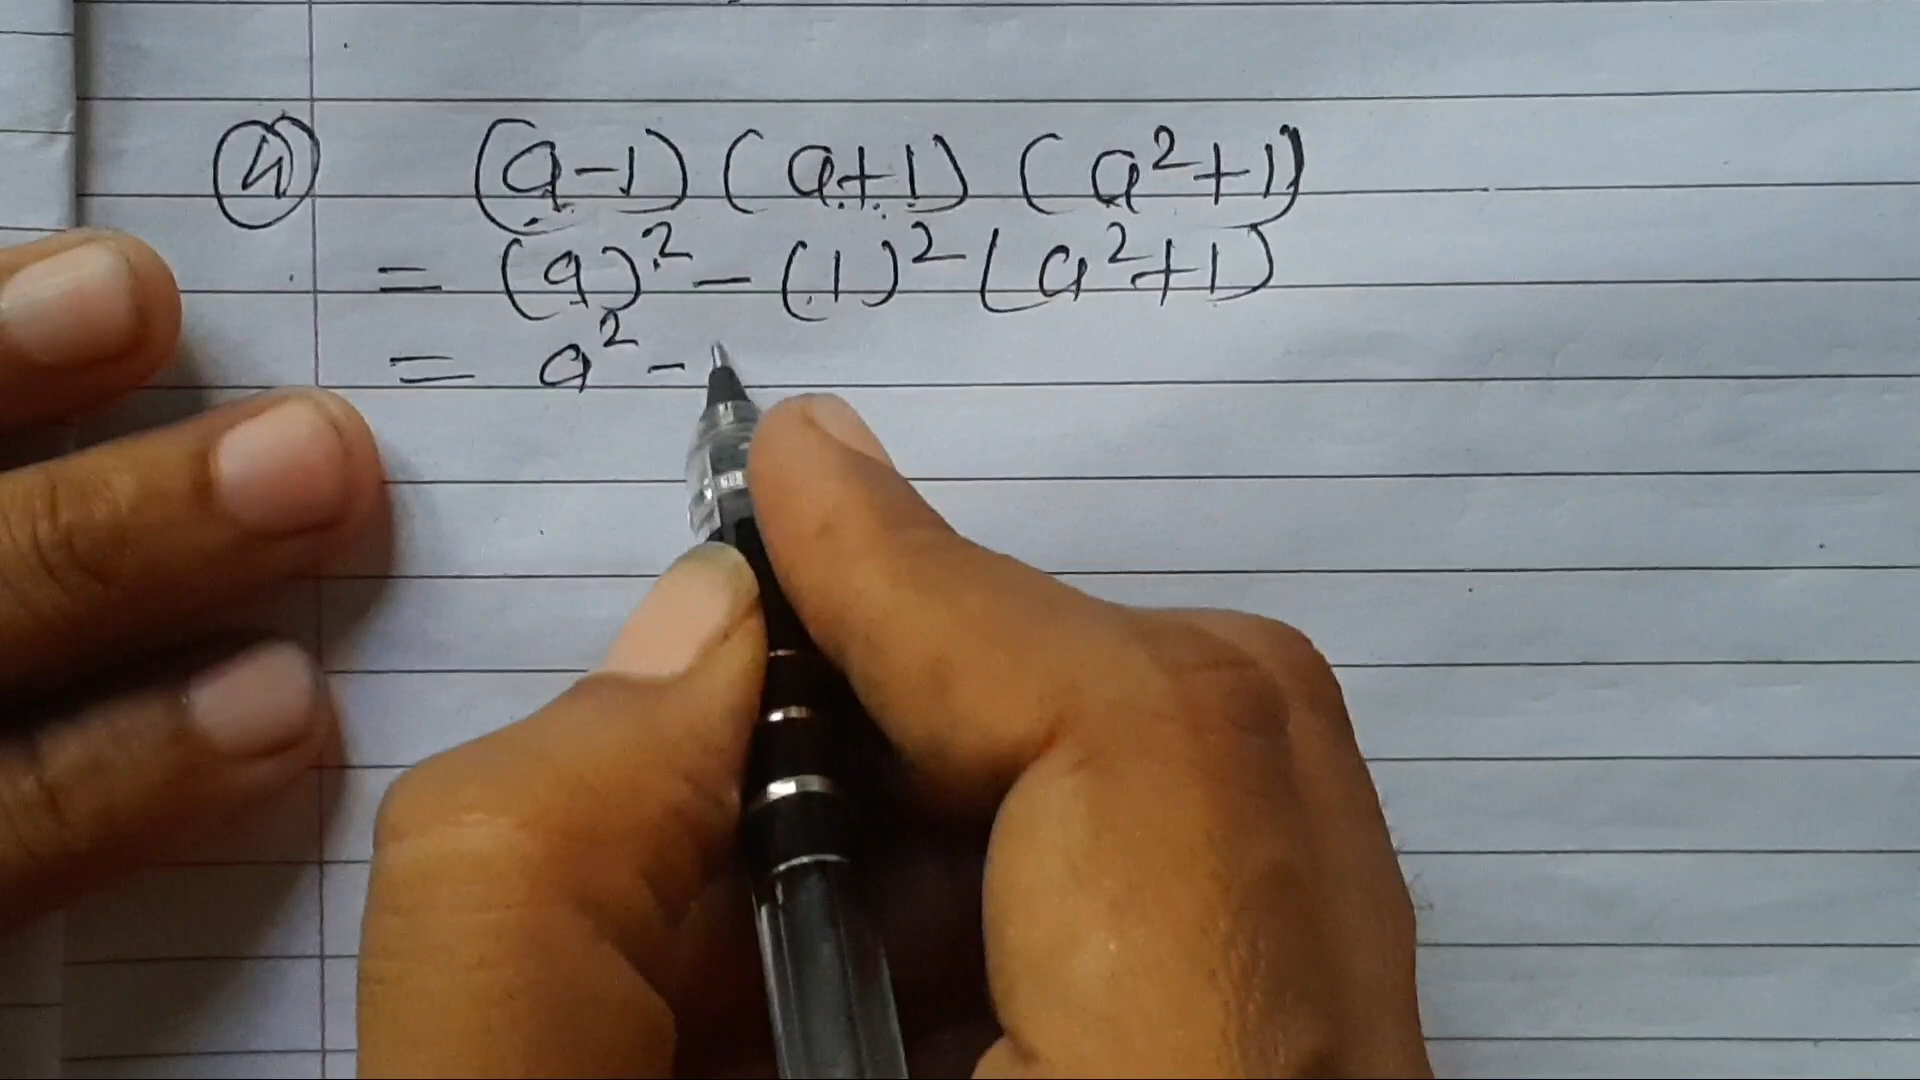 ④ (a-1) (a+1) (a²+1)
= (a)² - (1)² (a²+1)
= a² -